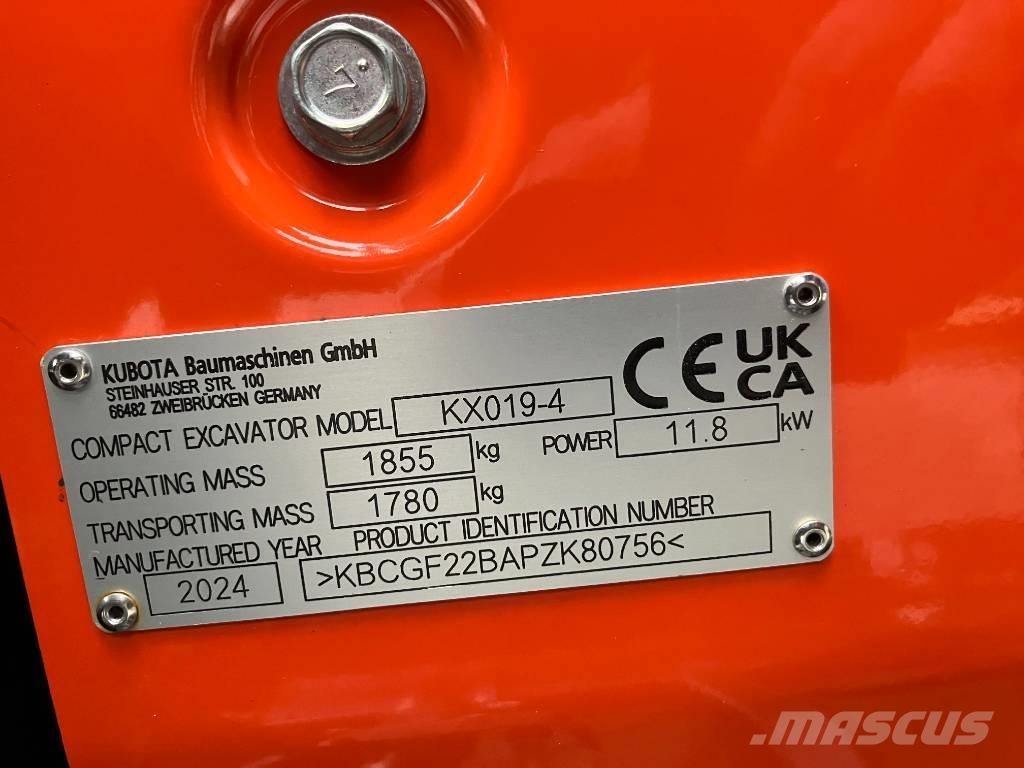 7
KUBOTA Baumaschinen GmbH
STEINHAUSER STR. 100
66482 ZWEIBRÜCKEN GERMANY
CE UK CA
COMPACT EXCAVATOR MODEL KX019-4
OPERATING MASS 1855 kg POWER 11.8 kW
TRANSPORTING MASS 1780 kg
MANUFACTURED YEAR PRODUCT IDENTIFICATION NUMBER
2024 >KBCGF22BAPZK80756<
.MASCUS